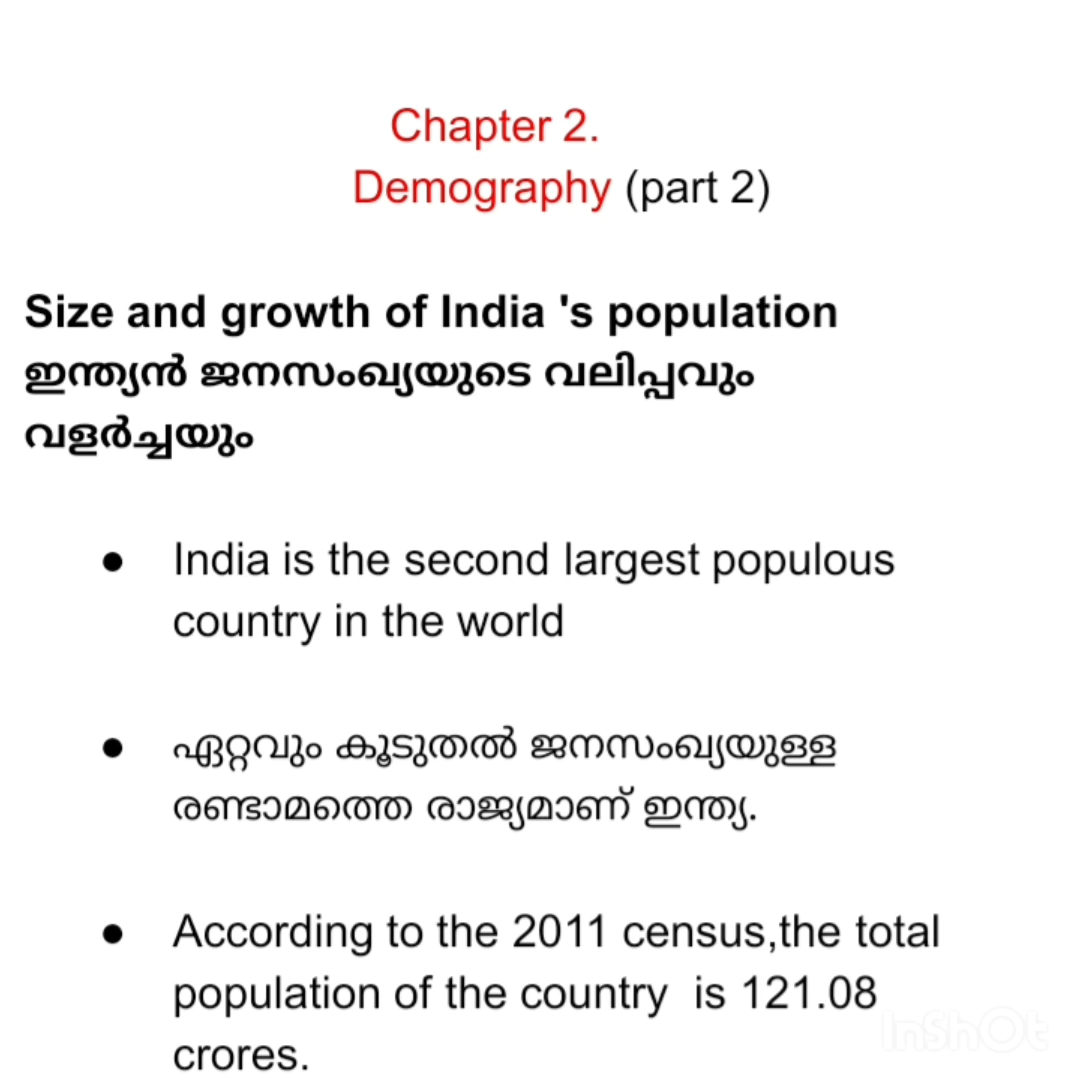 Chapter 2.
Demography (part 2)
Size and growth of India 's population
ഇന്ത്യൻ ജനസംഖ്യയുടെ വലിപ്പവും
വളർച്ചയും
● India is the second largest populous
country in the world
● ഏറ്റവും കൂടുതൽ ജനസംഖ്യയുള്ള
രണ്ടാമത്തെ രാജ്യമാണ് ഇന്ത്യ.
● According to the 2011 census,the total
population of the country is 121.08
crores.
InShOt